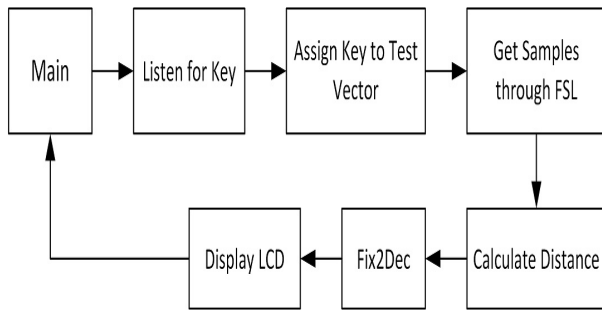 Main
Listen for Key
Assign Key to Test
Vector
Get Samples
through FSL
Display LCD
Fix2Dec
Calculate Distance